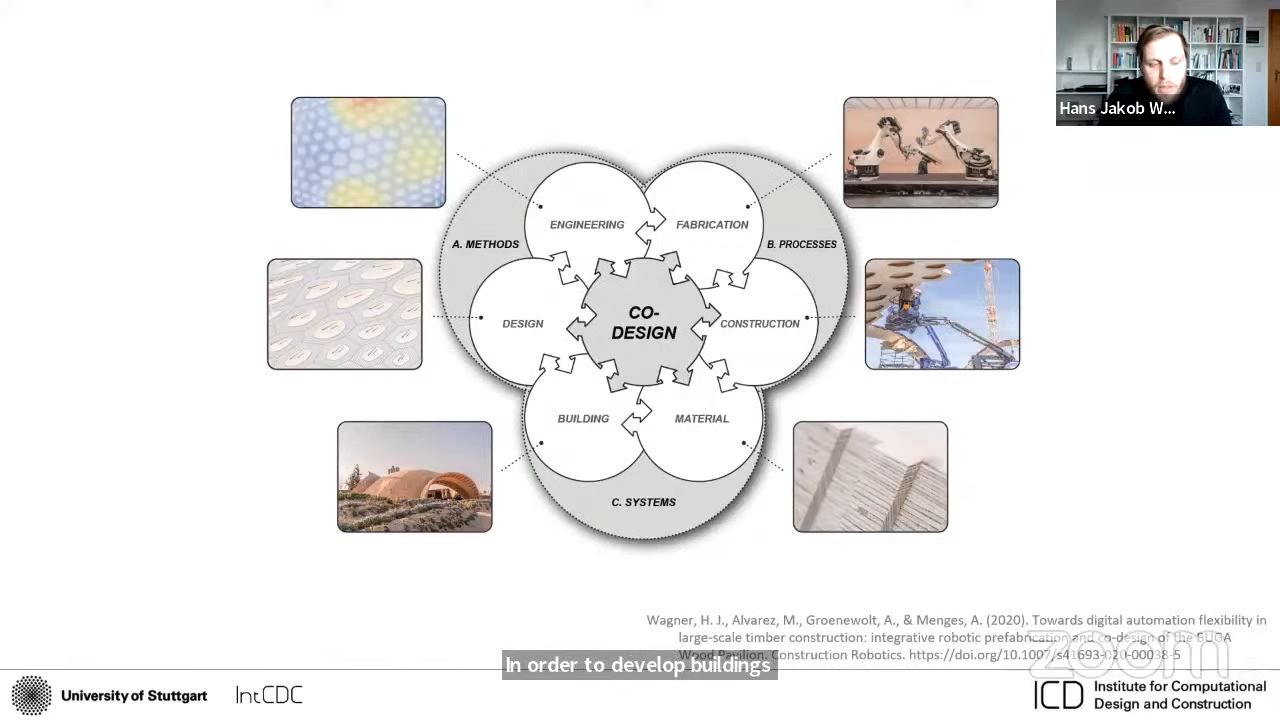 Hans Jakob W...
ENGINEERING
FABRICATION
A. METHODS
B. PROCESSES
CO-
DESIGN
DESIGN
CONSTRUCTION
BUILDING
MATERIAL
C. SYSTEMS
Wagner, H. J., Alvarez, M., Groenewolt, A., & Menges, A. (2020). Towards digital automation flexibility in
large-scale timber construction: integrative robotic prefabrication and co-design of the BUGA
Wood Pavilion. Construction Robotics. https://doi.org/10.1007/s41693-020-00038-5
zoom
In order to develop buildings
University of Stuttgart
IntCDC
ICD
Institute for Computational
Design and Construction